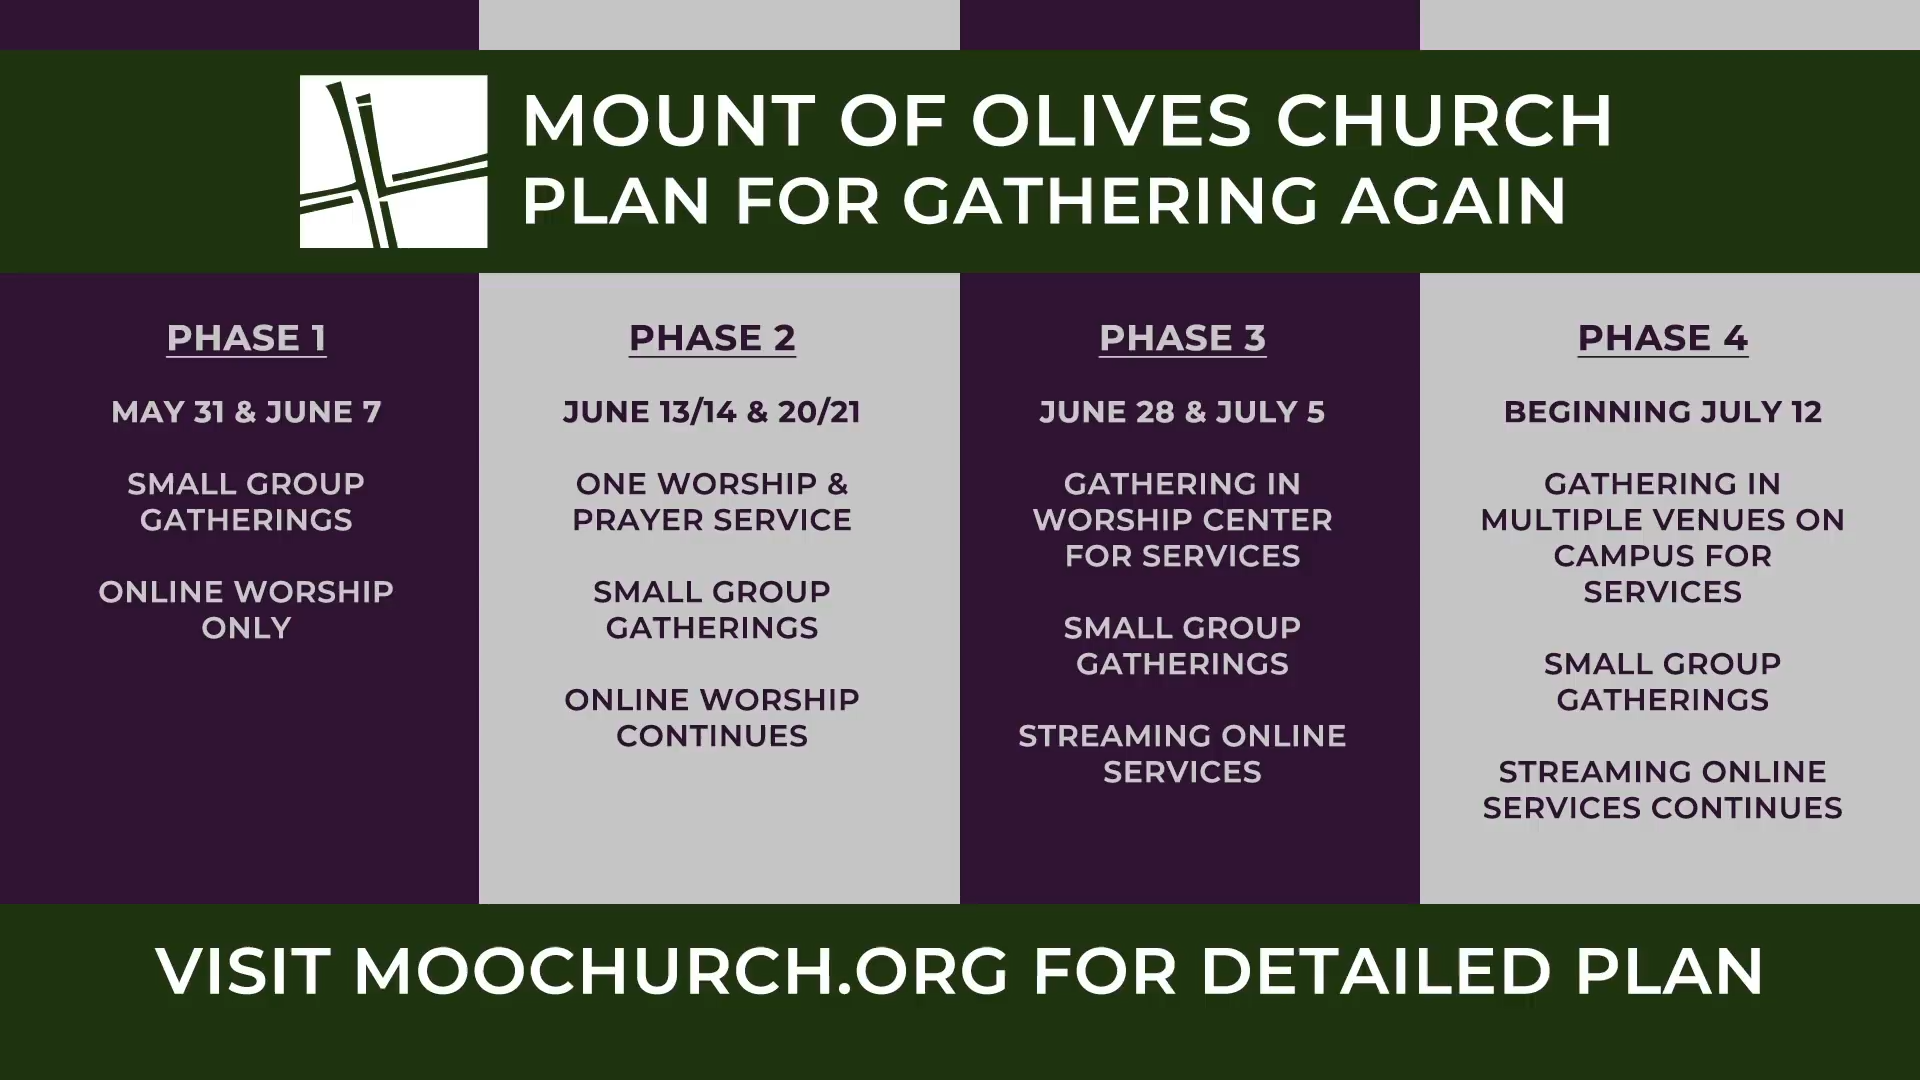 MOUNT OF OLIVES CHURCH
PLAN FOR GATHERING AGAIN
PHASE 1
MAY 31 & JUNE 7
SMALL GROUP
GATHERINGS
ONLINE WORSHIP
ONLY
PHASE 2
JUNE 13/14 & 20/21
ONE WORSHIP &
PRAYER SERVICE
SMALL GROUP
GATHERINGS
ONLINE WORSHIP
CONTINUES
PHASE 3
JUNE 28 & JULY 5
GATHERING IN
WORSHIP CENTER
FOR SERVICES
SMALL GROUP
GATHERINGS
STREAMING ONLINE
SERVICES
PHASE 4
BEGINNING JULY 12
GATHERING IN
MULTIPLE VENUES ON
CAMPUS FOR
SERVICES
SMALL GROUP
GATHERINGS
STREAMING ONLINE
SERVICES CONTINUES
VISIT MOOCHURCH.ORG FOR DETAILED PLAN